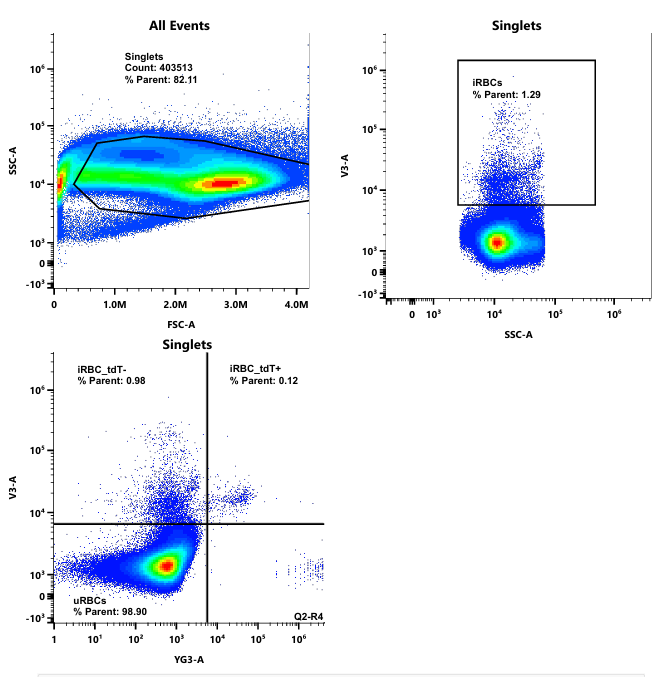 All Events
Singlets
Count: 403513
% Parent: 82.11
10⁶
10⁵
10⁴
10³
0
-10³
SSC-A
0
1.0M
2.0M
3.0M
4.0M
FSC-A
Singlets
iRBCs
% Parent: 1.29
10⁶
10⁵
10⁴
10³
0
-10³
V3-A
0
10³
10⁴
10⁵
10⁶
SSC-A
Singlets
iRBC_tdT-
% Parent: 0.98
iRBC_tdT+
% Parent: 0.12
10⁶
10⁵
10⁴
10³
0
-10³
V3-A
uRBCs
% Parent: 98.90
Q2-R4
1
10¹
10²
10³
10⁴
10⁵
10⁶
YG3-A